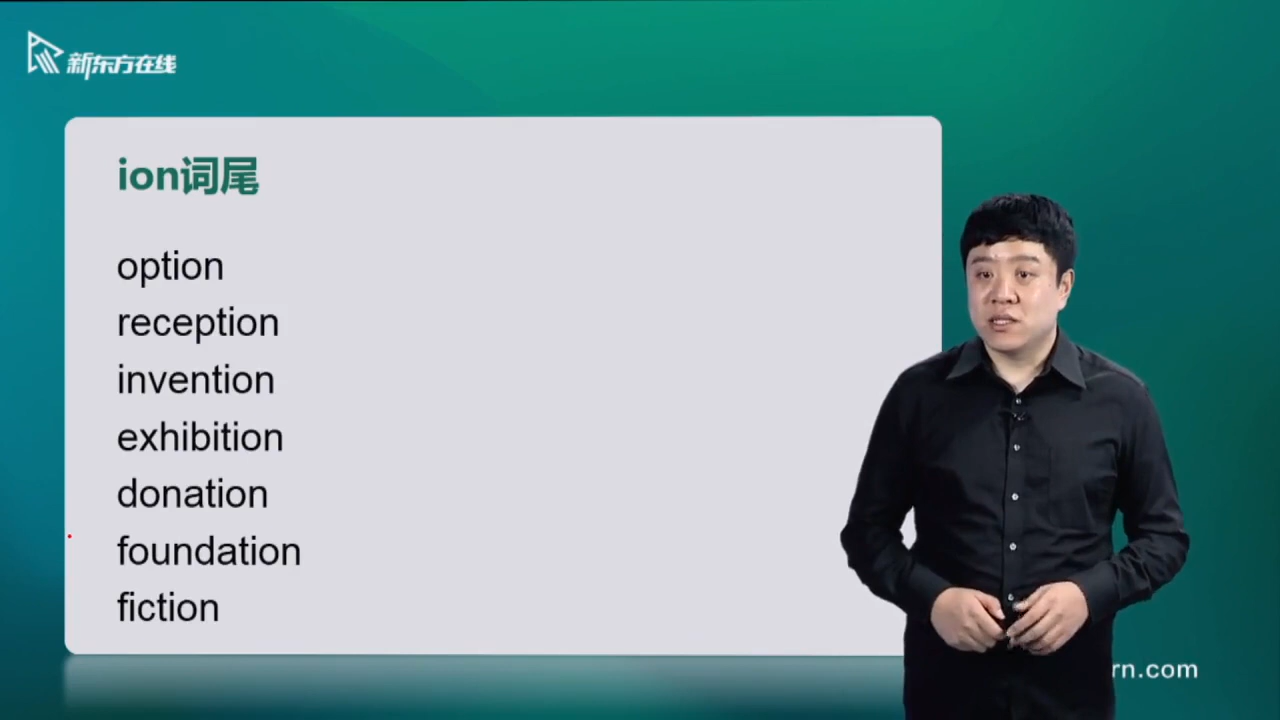 新东方在线
ion词尾
option
reception
invention
exhibition
donation
foundation
fiction
rn.com